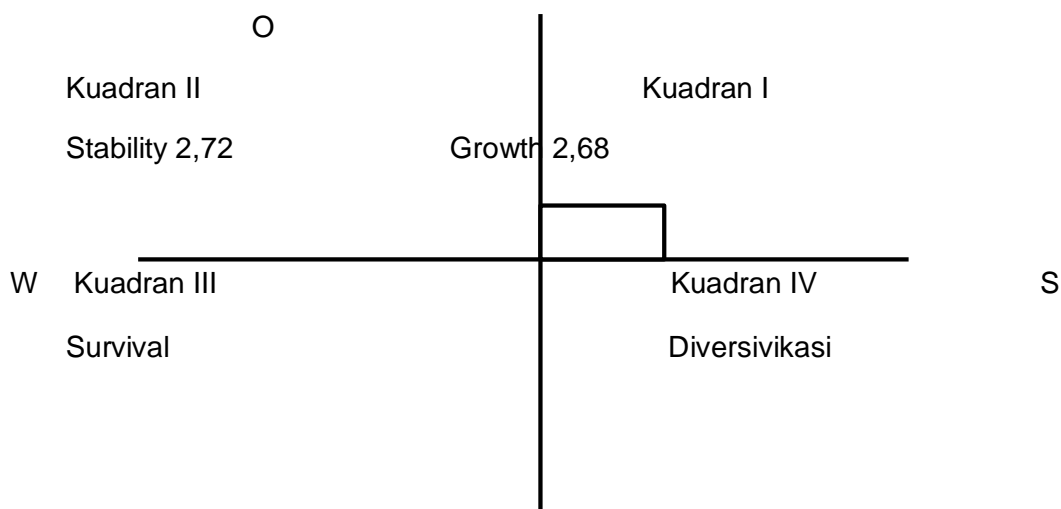 O
Kuadran II Kuadran I
Stability 2,72 Growth 2,68
W Kuadran III Kuadran IV S
Survival Diversivikasi